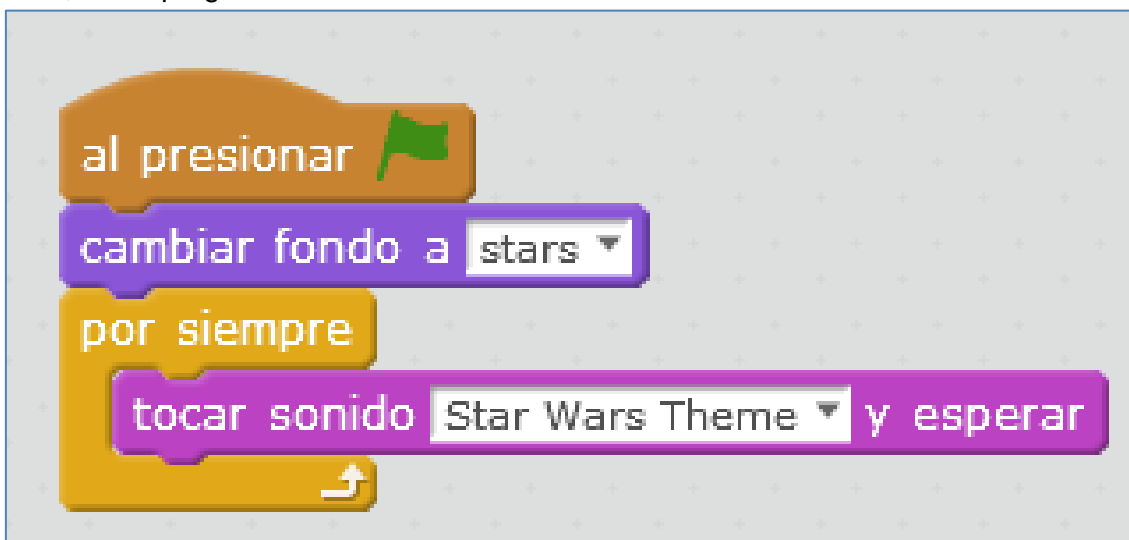 al presionar
cambiar fondo a stars
por siempre
tocar sonido Star Wars Theme y esperar